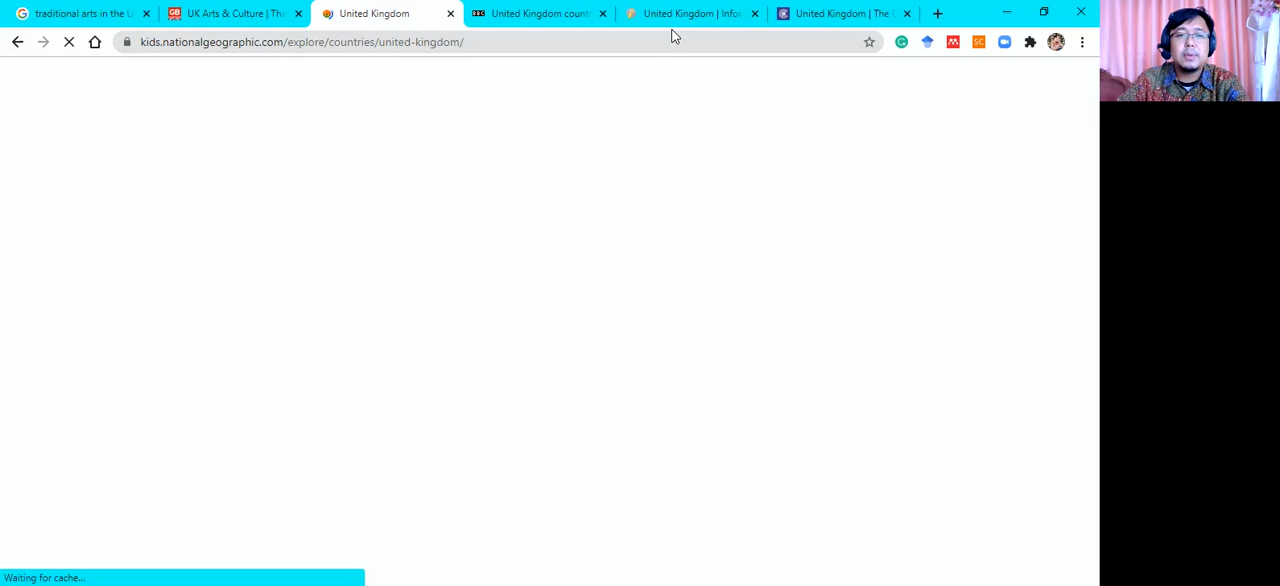 traditional arts in the U
UK Arts & Culture | Thi
United Kingdom
United Kingdom count
United Kingdom | Info
United Kingdom | The C
kids.nationalgeographic.com/explore/countries/united-kingdom/
Waiting for cache...